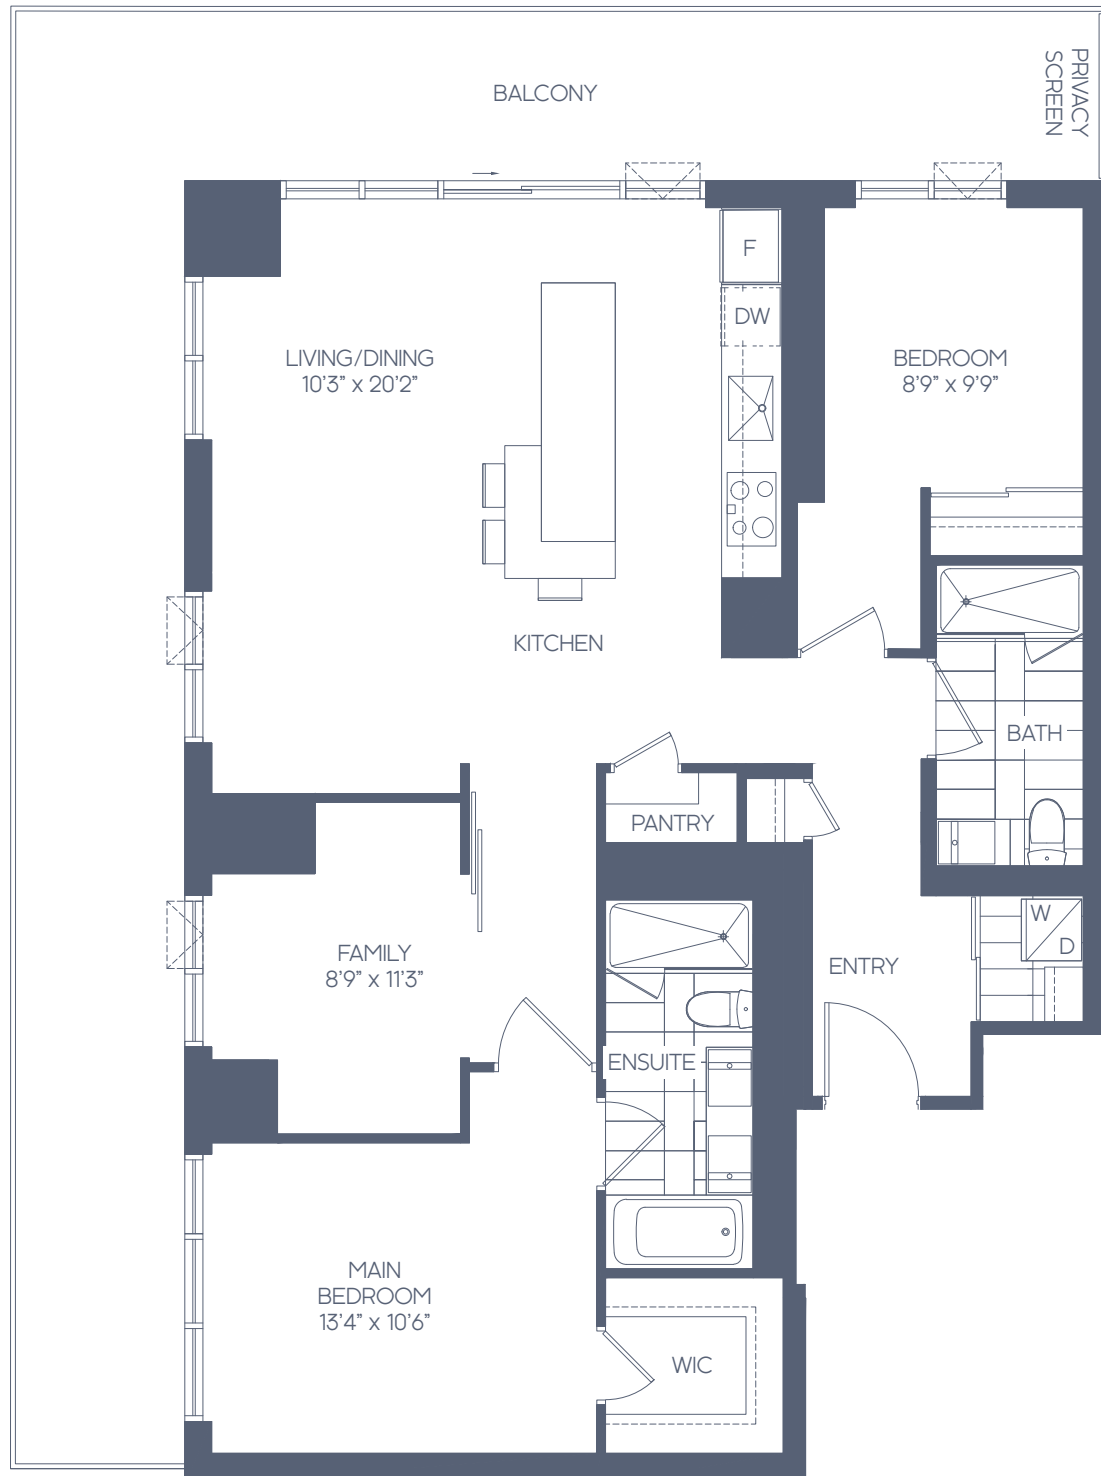 BALCONY
PRIVACY
SCREEN
F
DW
LIVING/DINING
10'3” x 20'2”
BEDROOM
8'9” x 9'9”
KITCHEN
BATH
PANTRY
W
D
FAMILY
8'9” x 11'3”
ENTRY
ENSUITE
MAIN
BEDROOM
13'4” x 10'6”
WIC